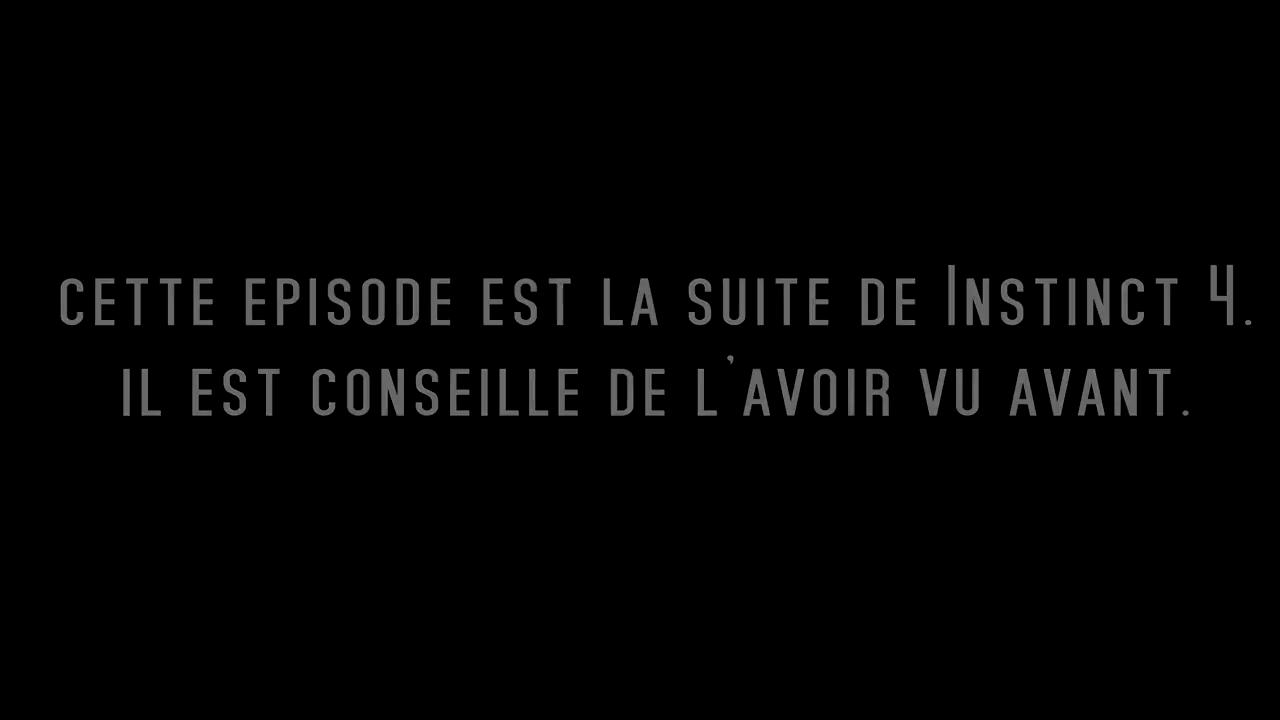 CETTE EPISODE EST LA SUITE DE INSTINCT 4.
IL EST CONSEILLE DE L'AVOIR VU AVANT.